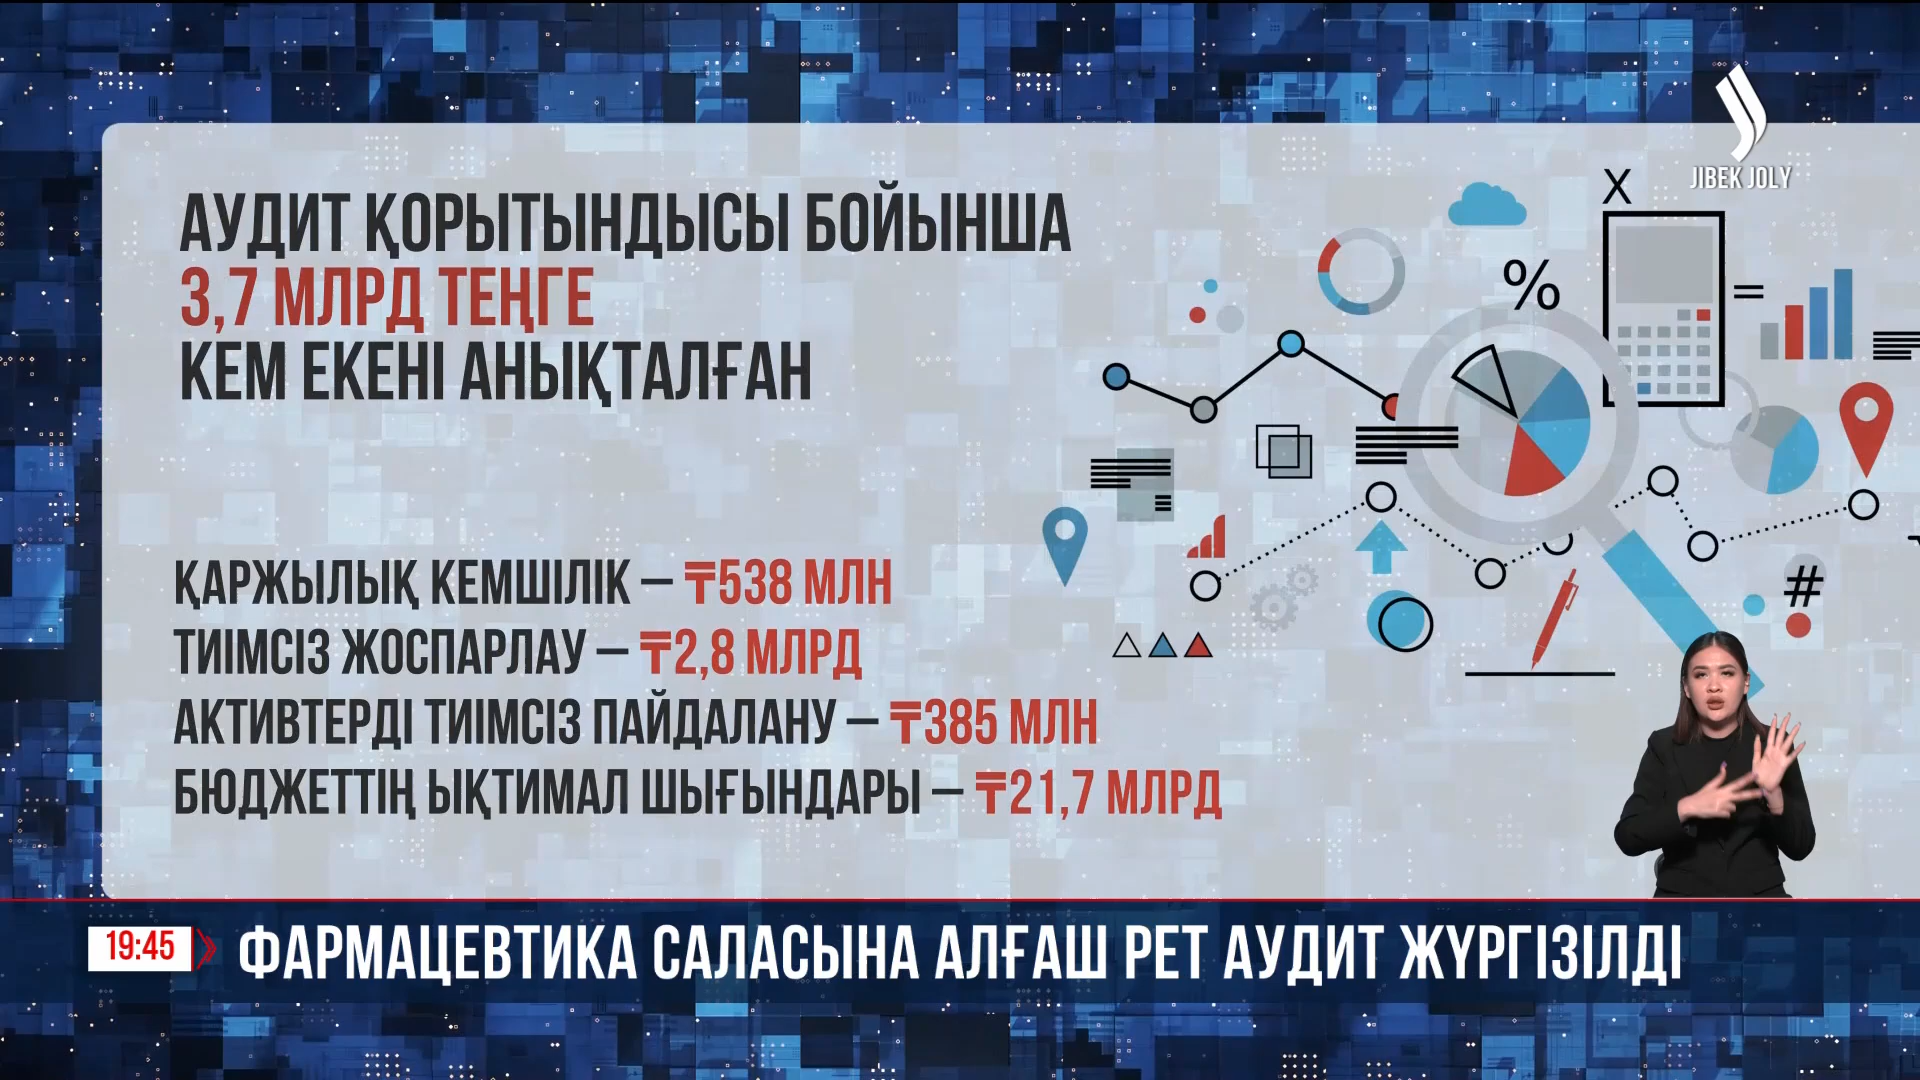 JIBEK JOLY
АУДИТ ҚОРЫТЫНДЫСЫ БОЙЫНША
3,7 МЛРД ТЕҢГЕ
КЕМ ЕКЕНІ АНЫҚТАЛҒАН
X
%
=
#
ҚАРЖЫЛЫҚ КЕМШІЛІК – ₸538 МЛН
ТИІМСІЗ ЖОСПАРЛАУ – ₸2,8 МЛРД
АКТИВТЕРДІ ТИІМСІЗ ПАЙДАЛАНУ – ₸385 МЛН
БЮДЖЕТТІҢ ЫҚТИМАЛ ШЫҒЫНДАРЫ – ₸21,7 МЛРД
19:45 ФАРМАЦЕВТИКА САЛАСЫНА АЛҒАШ РЕТ АУДИТ ЖҮРГІЗІЛДІ